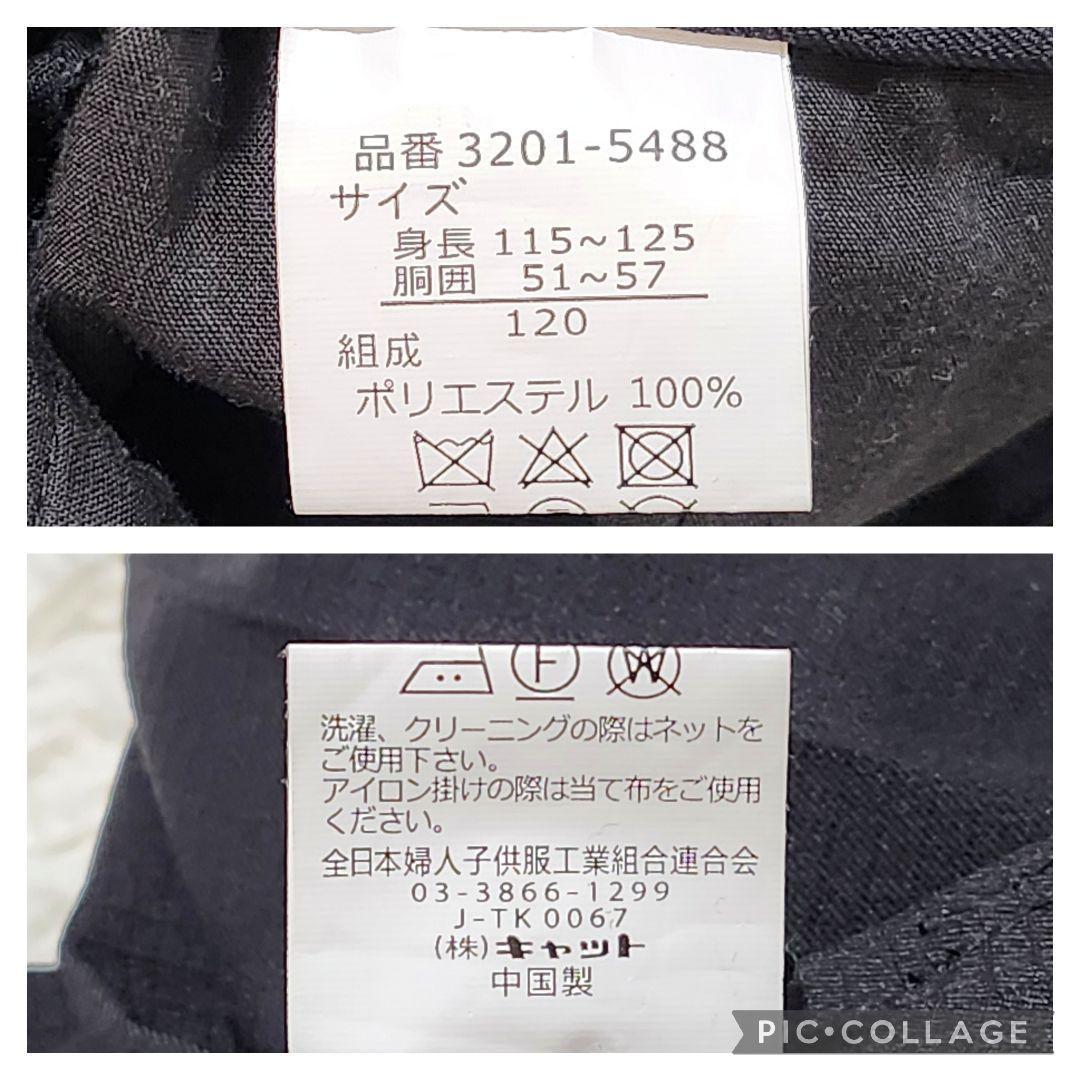 品番 3201-5488
サイズ
身長 115~125
胴囲 51~57
120
組成
ポリエステル 100%
F
W
洗濯、クリーニングの際はネットを
ご使用下さい。
アイロン掛けの際は当て布をご使用
ください。
全日本婦人子供服工業組合連合会
03-3866-1299
J-TK0067
(株)キャット
中国製
PIC•COLLAGE